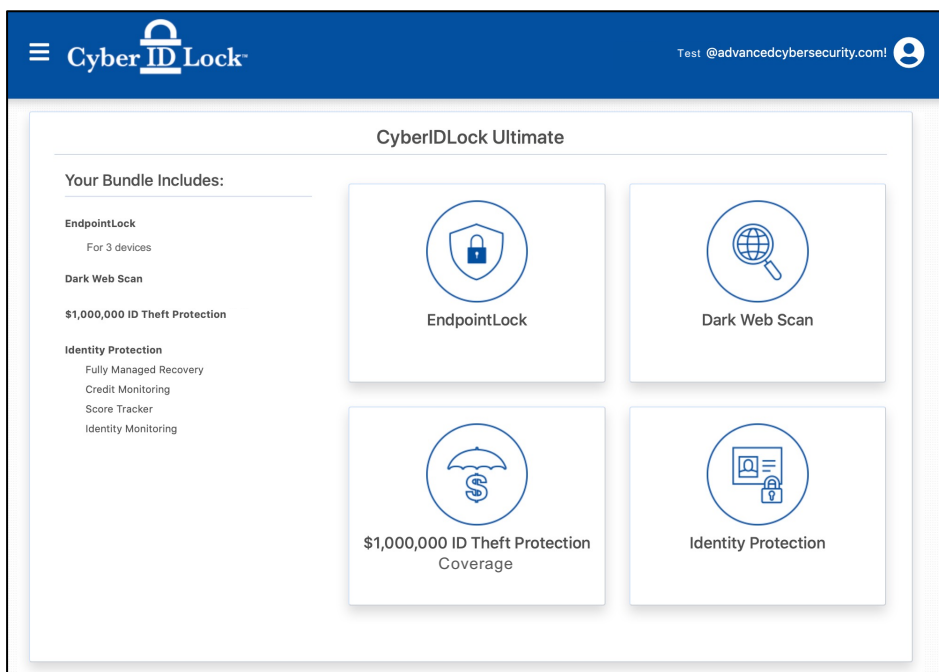 Cyber ID Lock™
Test @advancedcybersecurity.com!
CyberIDLock Ultimate
Your Bundle Includes:
EndpointLock
For 3 devices
Dark Web Scan
$1,000,000 ID Theft Protection
Identity Protection
Fully Managed Recovery
Credit Monitoring
Score Tracker
Identity Monitoring
EndpointLock
Dark Web Scan
$
$1,000,000 ID Theft Protection
Coverage
Identity Protection